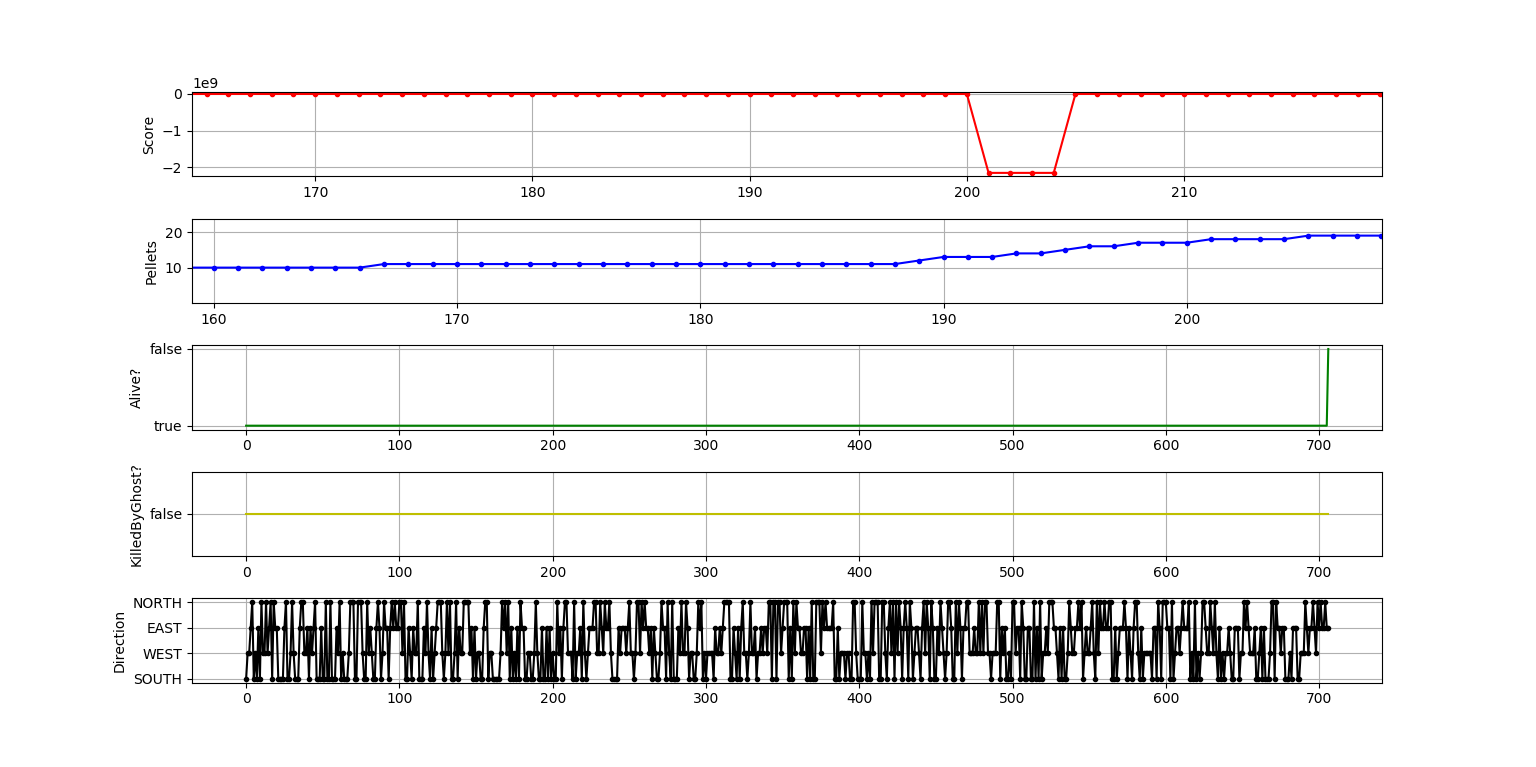 1e9
Score
0
−1
−2
170 180 190 200 210
Pellets
20
10
160 170 180 190 200
Alive?
false
true
0 100 200 300 400 500 600 700
KilledByGhost?
false
0 100 200 300 400 500 600 700
Direction
NORTH
EAST
WEST
SOUTH
0 100 200 300 400 500 600 700